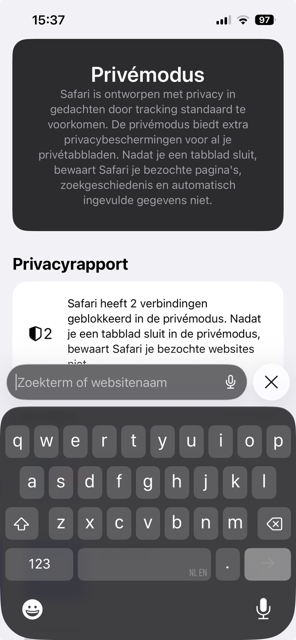 15:37
97
Privémodus
Safari is ontworpen met privacy in
gedachten door tracking standaard te
voorkomen. De privémodus biedt extra
privacybeschermingen voor al je
privétabbladen. Nadat je een tabblad sluit,
bewaart Safari je bezochte pagina's,
zoekgeschiedenis en automatisch
ingevulde gegevens niet.
Privacyrapport
2
Safari heeft 2 verbindingen
geblokkeerd in de privémodus. Nadat
je een tabblad sluit in de privémodus,
bewaart Safari je bezochte websites
niet
Zoekterm of websitenaam
q w e r t y u i o p
a s d f g h j k l
z x c v b n m
123 .
NL EN